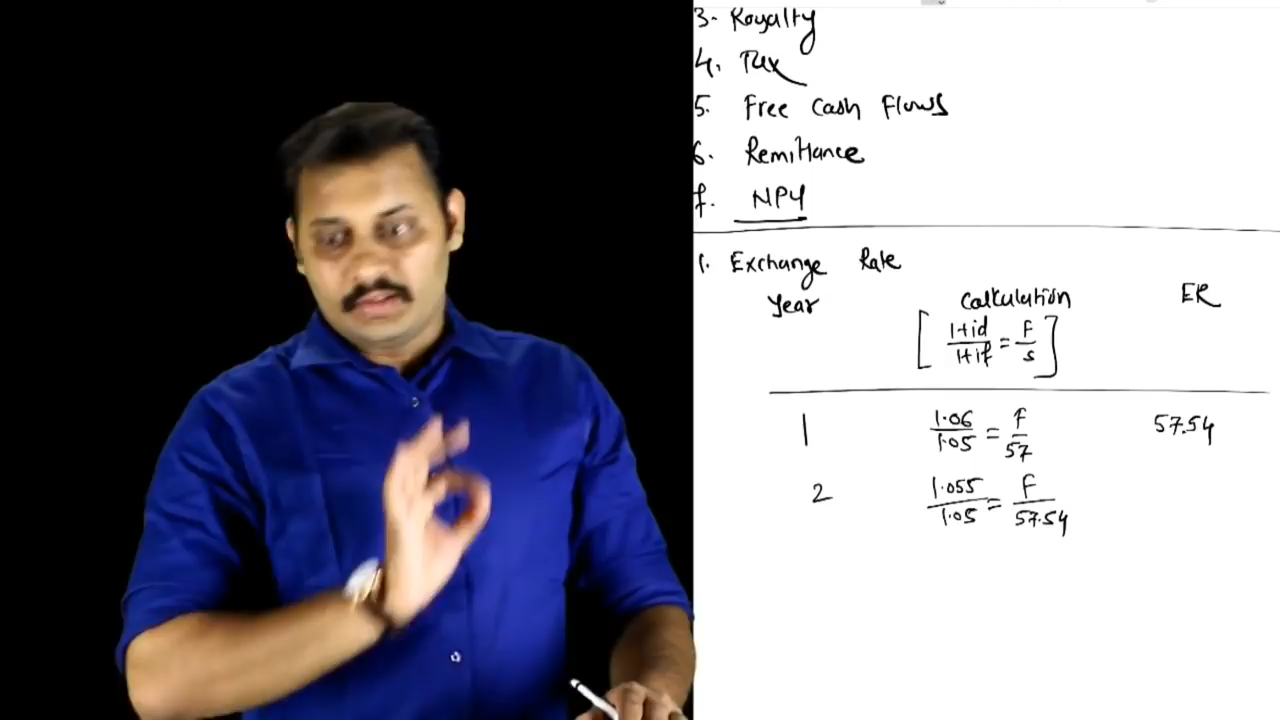 3. Royalty
4. Tax
5. Free Cash Flows
6. Remittance
7. NPV
1. Exchange Rate
Year Calculation ER
[ 1+id/1+if = F/s ]
1 1.06/1.05 = F/57 57.54
2 1.055/1.05 = F/57.54